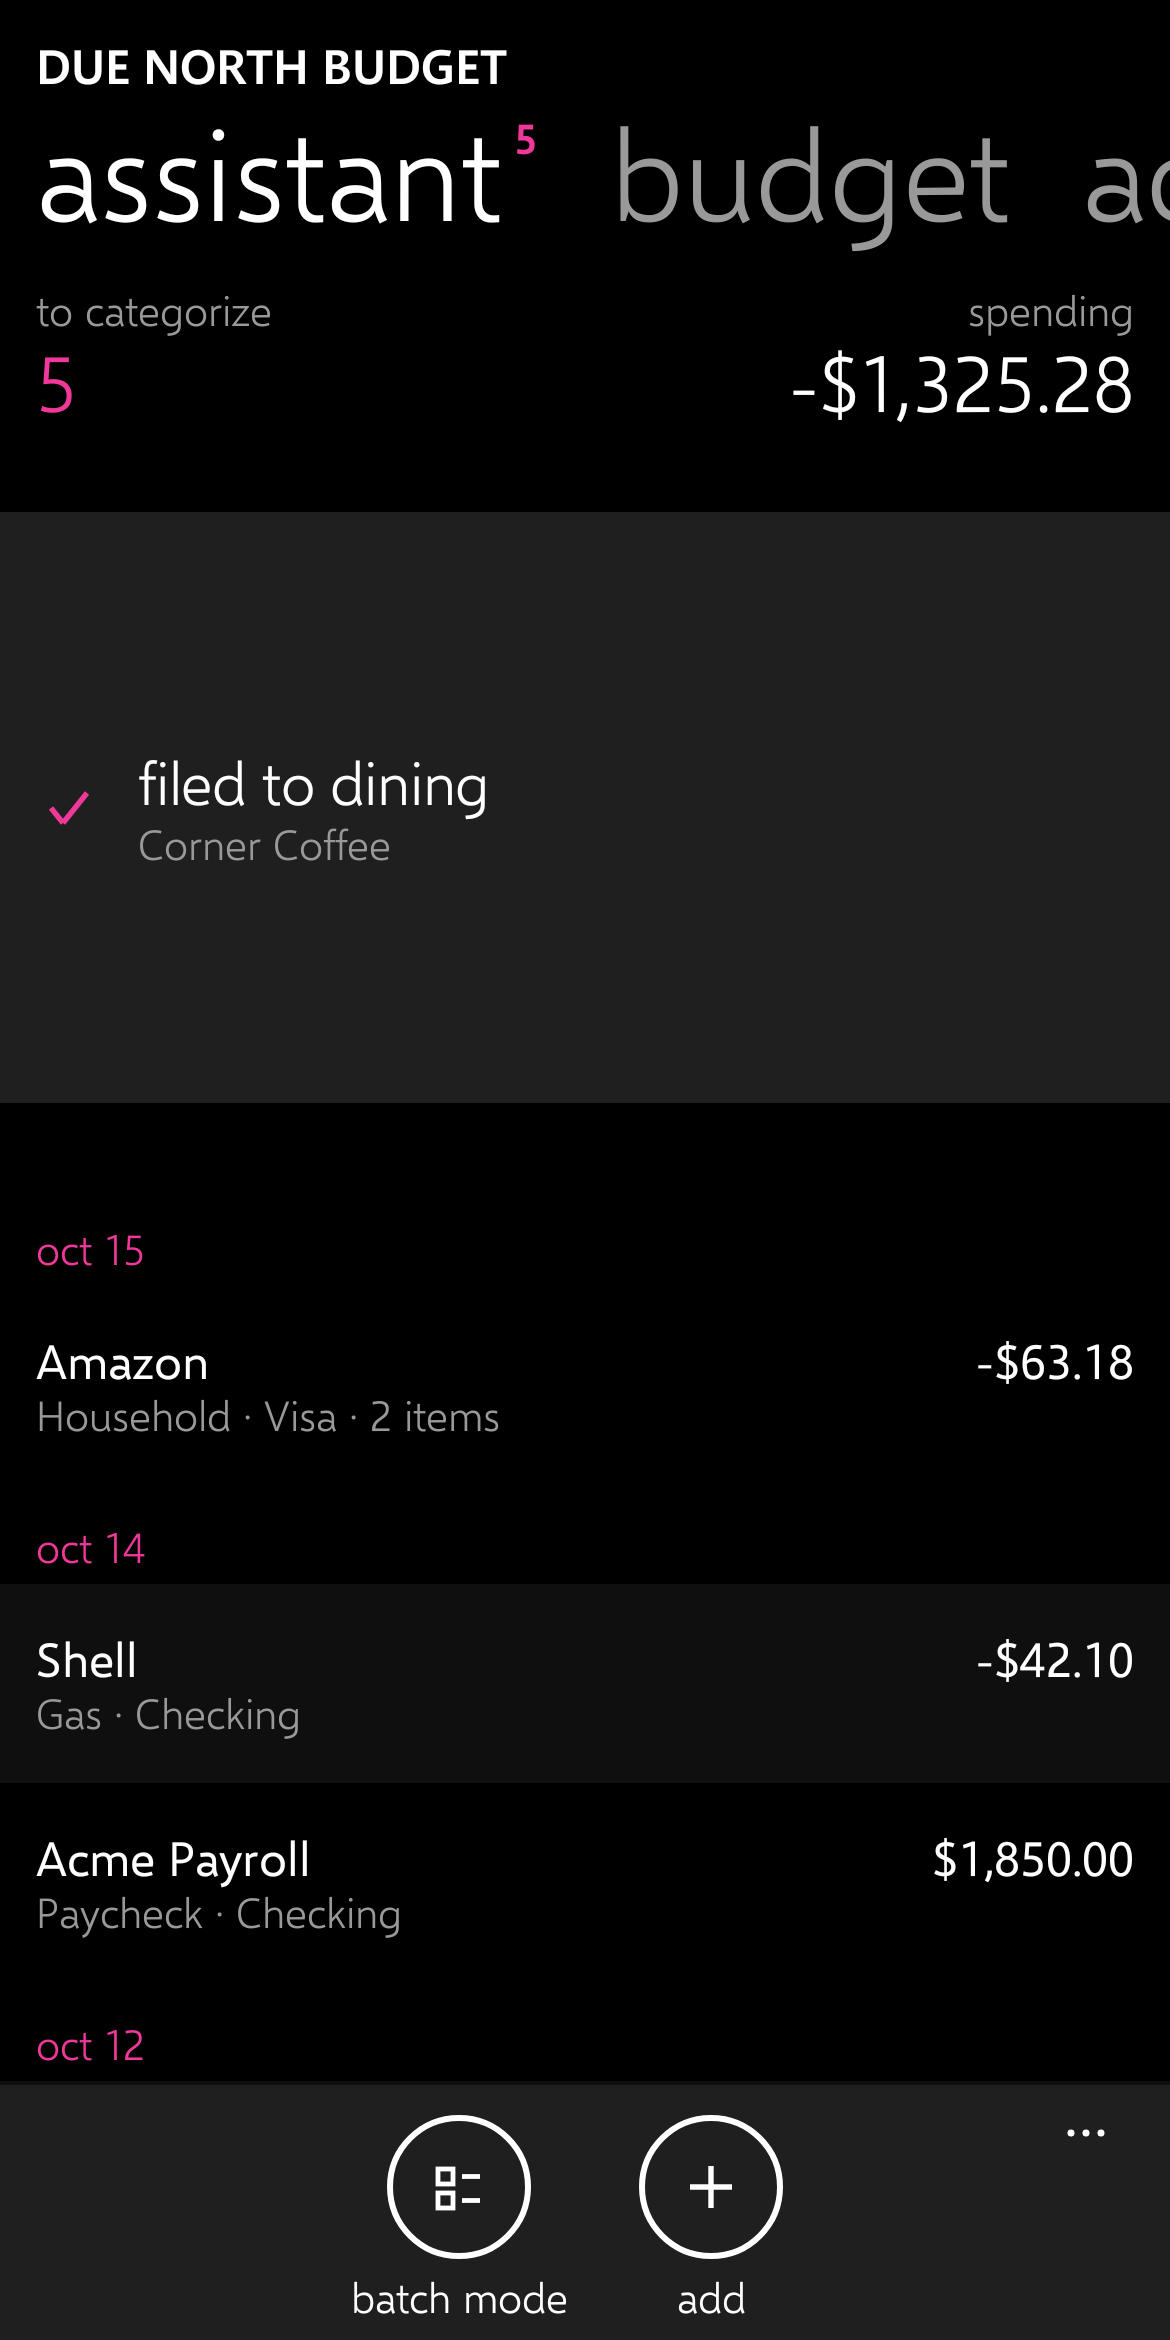 DUE NORTH BUDGET
assistant 5 budget ac
to categorize spending
5 -$1,325.28
filed to dining
Corner Coffee
oct 15
Amazon -$63.18
Household · Visa · 2 items
oct 14
Shell -$42.10
Gas · Checking
Acme Payroll $1,850.00
Paycheck · Checking
oct 12
...
batch mode add